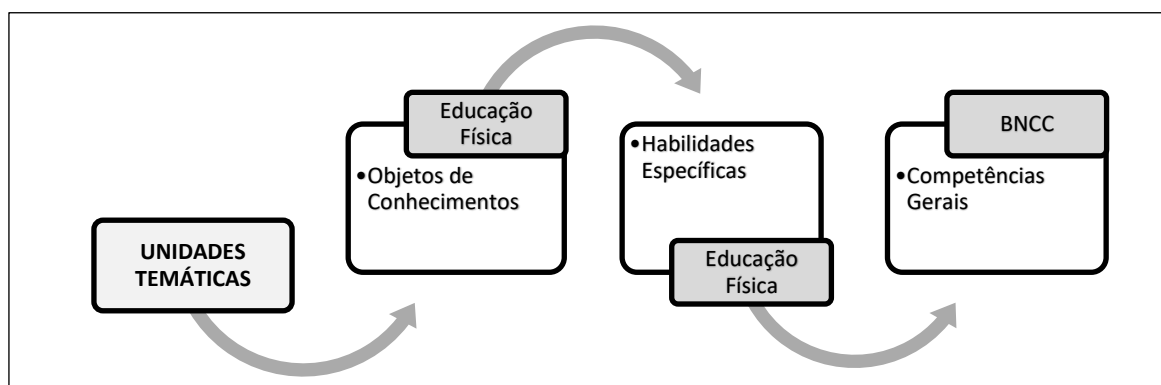 UNIDADES
TEMÁTICAS
Educação
Física
•Objetos de
Conhecimentos
•Habilidades
Específicas
Educação
Física
BNCC
•Competências
Gerais